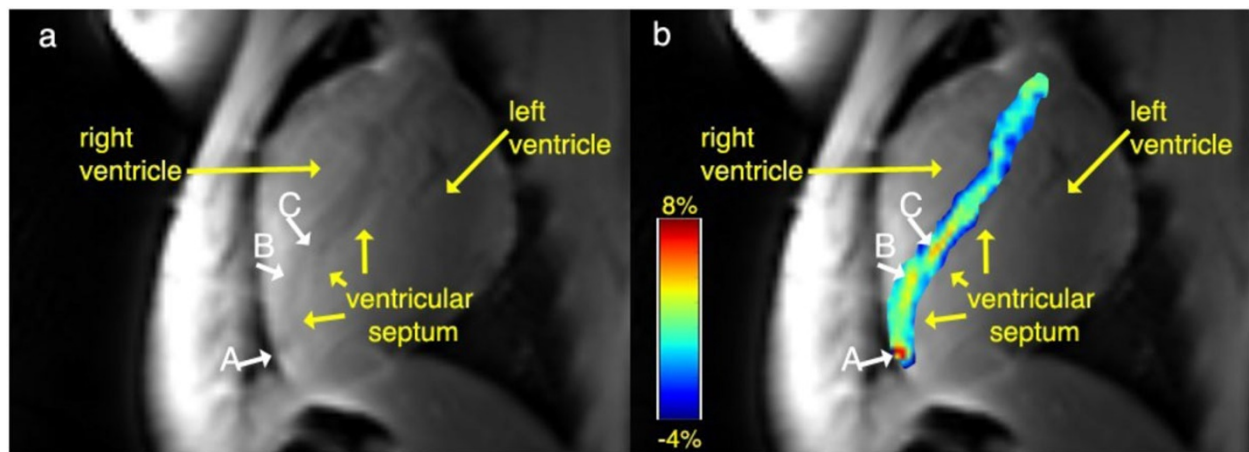 a
right
ventricle
left
ventricle
C
B
ventricular
septum
A
b
right
ventricle
left
ventricle
8%
C
B
ventricular
septum
A
-4%